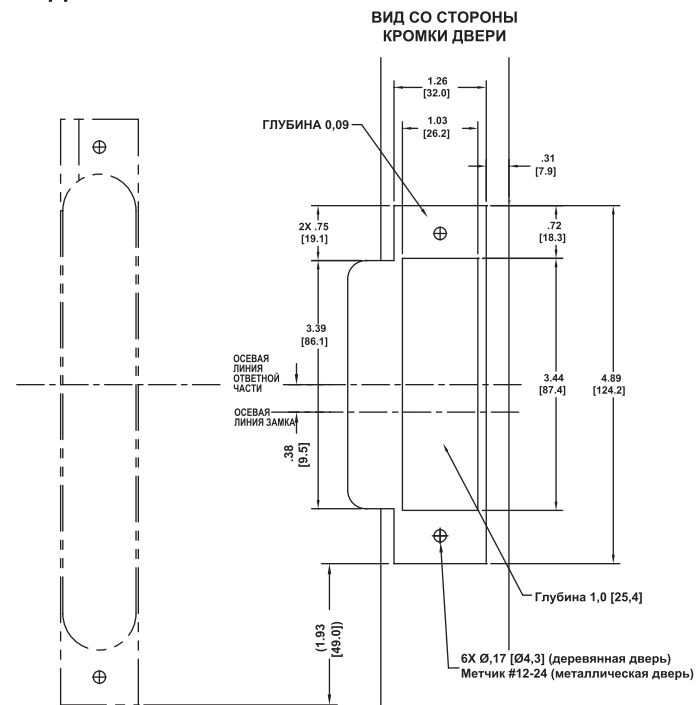 ВИД СО СТОРОНЫ
КРОМКИ ДВЕРИ
1.26
[32.0]
ГЛУБИНА 0,09
1.03
[26.2]
.31
[7.9]
2X .75
[19.1]
.72
[18.3]
3.39
[86.1]
ОСЕВАЯ
ЛИНИЯ
ОТВЕТНОЙ
ЧАСТИ
3.44
[87.4]
4.89
[124.2]
ОСЕВАЯ
ЛИНИЯ ЗАМКА
.38
[9.5]
Глубина 1,0 [25,4]
(1.93
[49.0])
6X Ø,17 [Ø4,3] (деревянная дверь)
Метчик #12-24 (металлическая дверь)